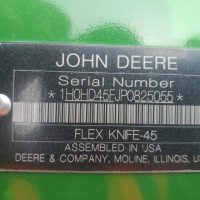 JOHN DEERE
Serial Number
*1H0HD45FJP0825055*
FLEX KNIFE-45
ASSEMBLED IN USA
DEERE & COMPANY, MOLINE, ILLINOIS, US